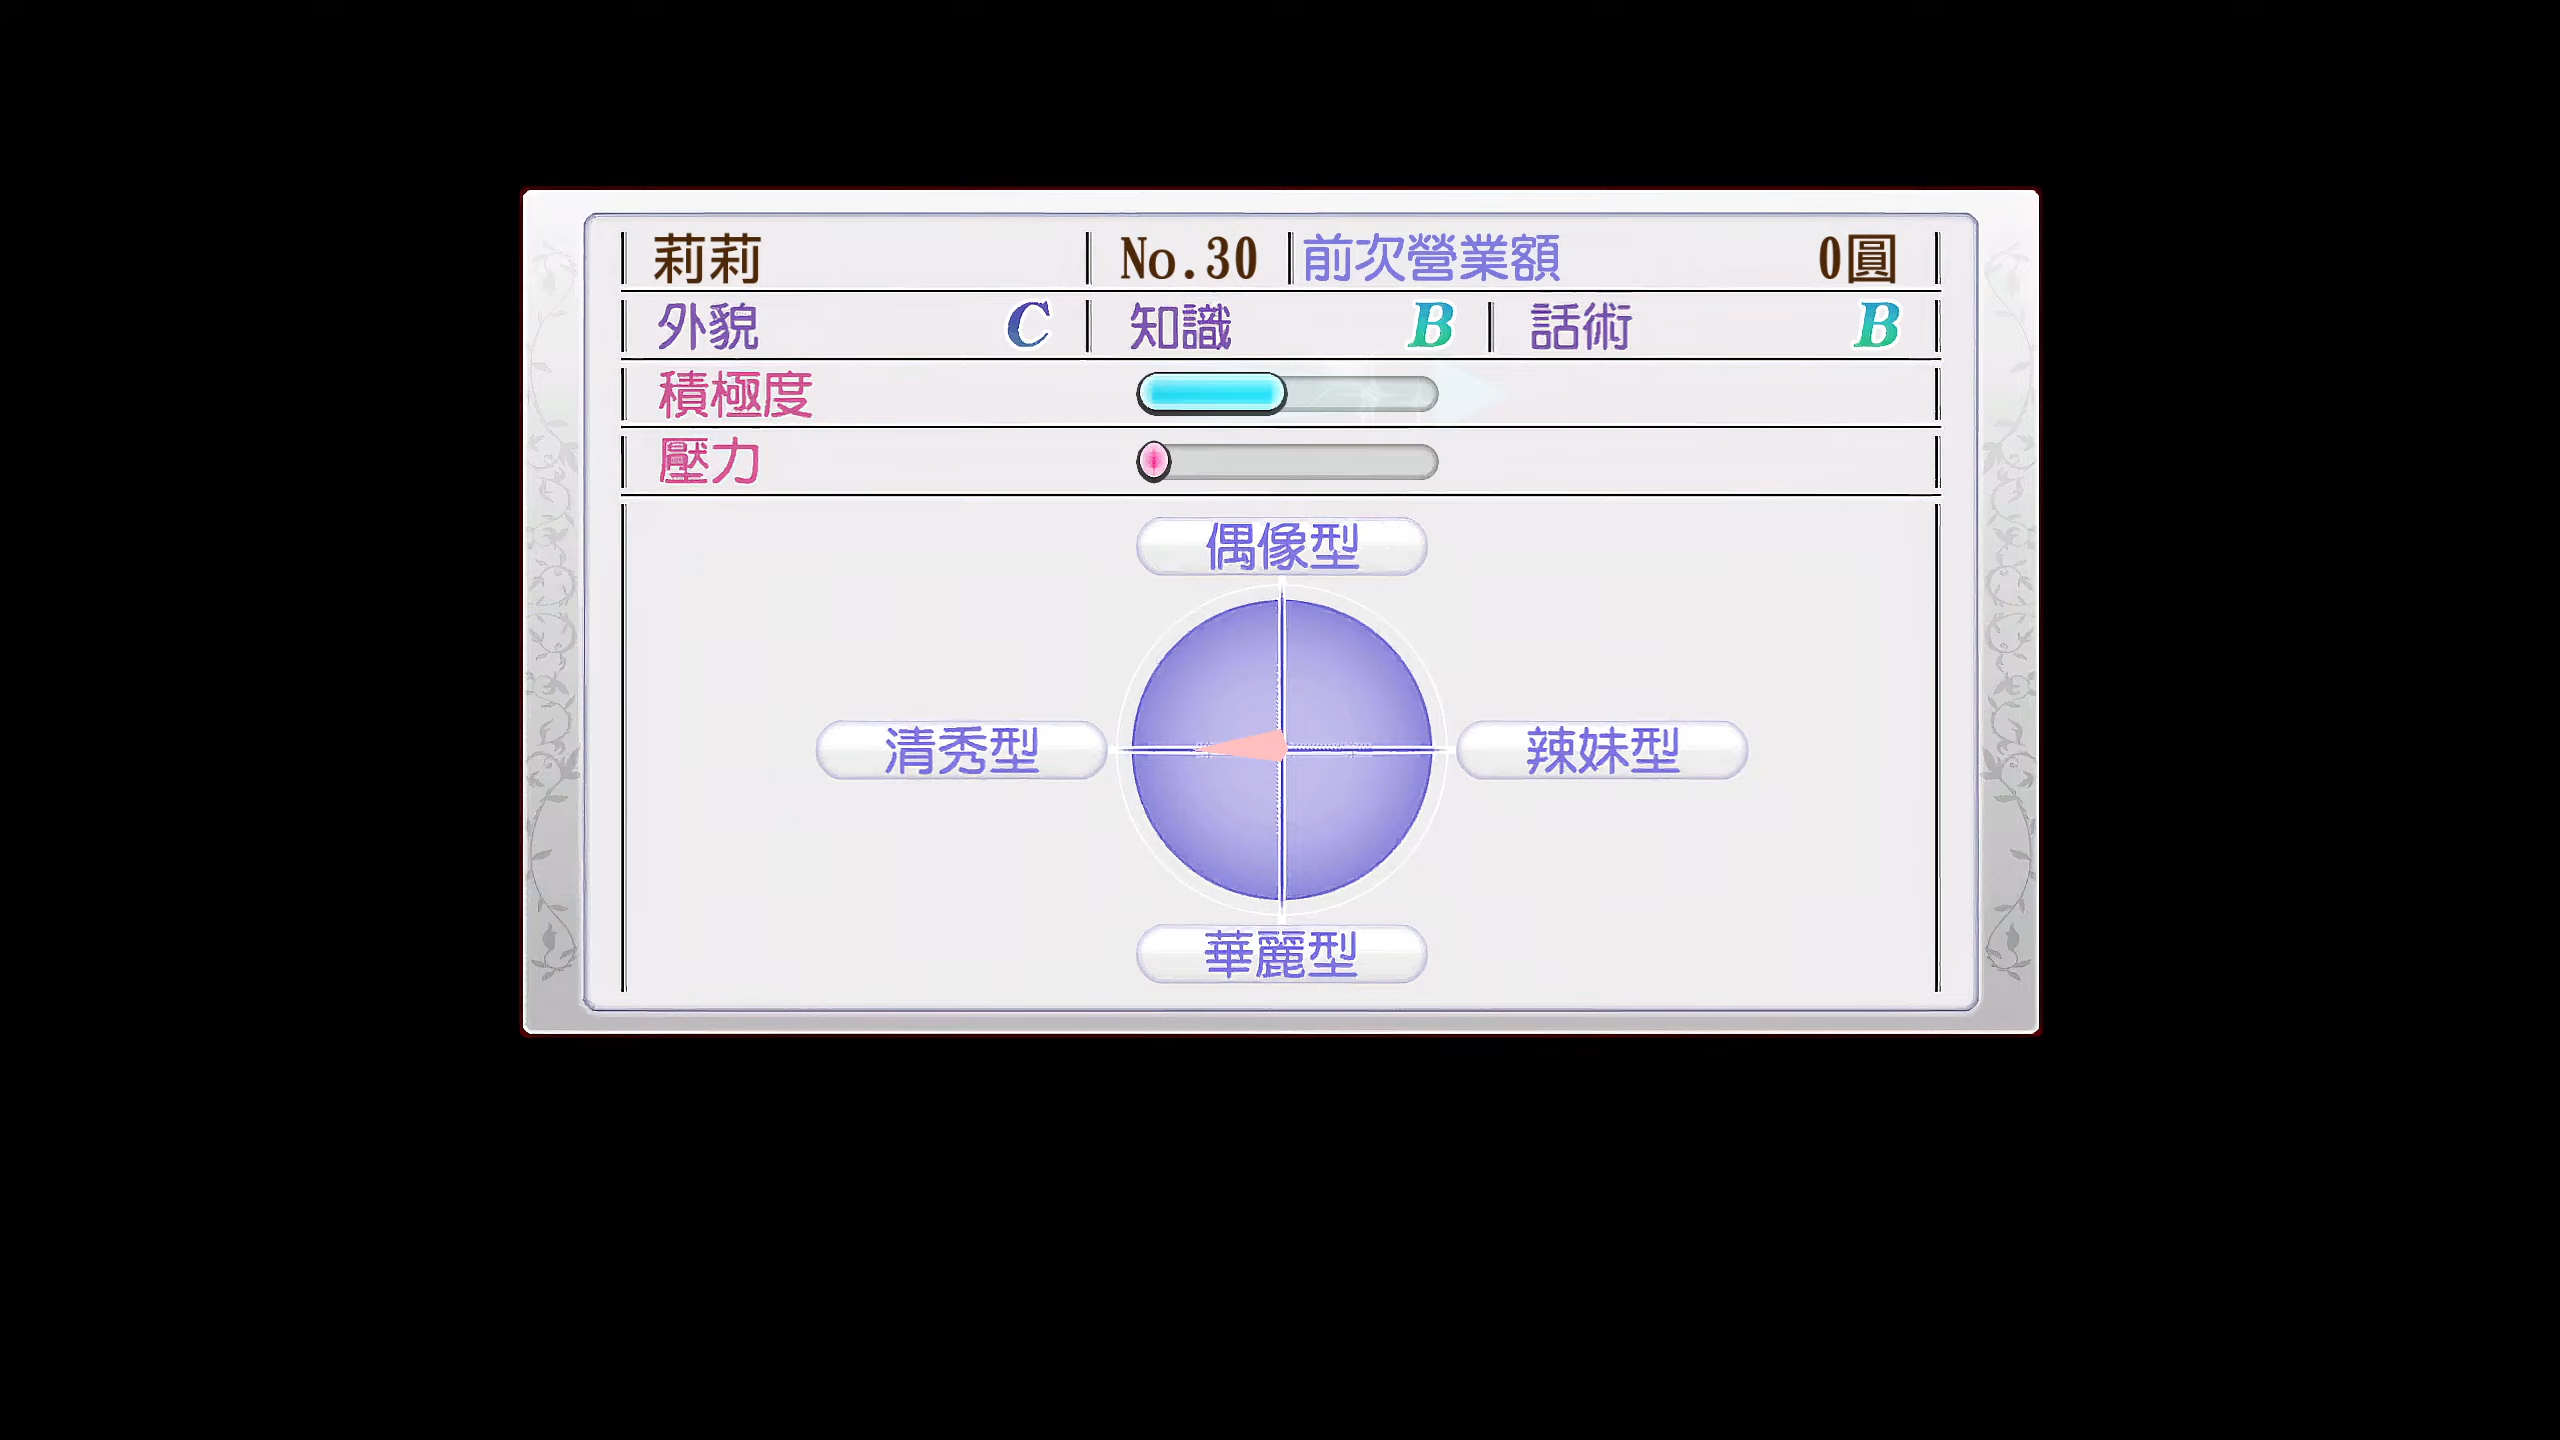 莉莉 No.30 前次營業額 0圓
外貌 C 知識 B 話術 B
積極度
壓力
偶像型
清秀型 辣妹型
華麗型